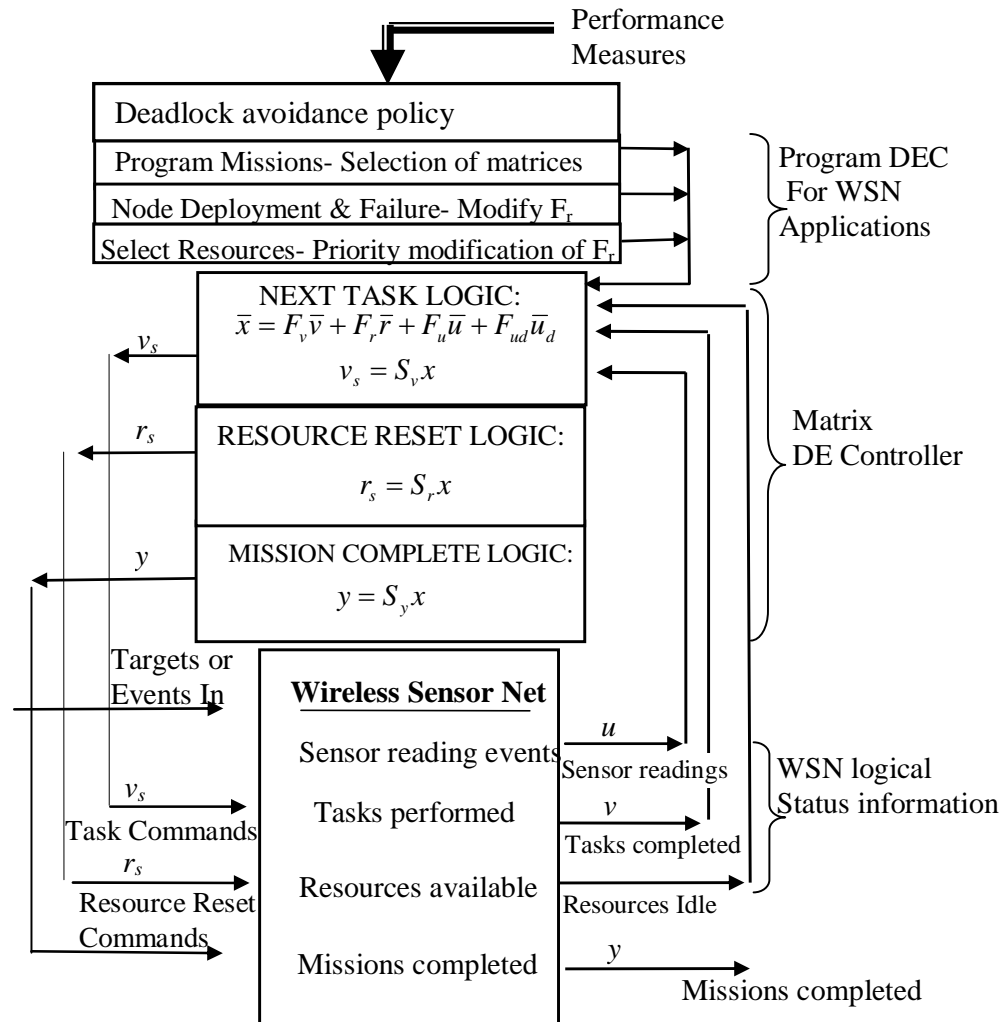 Performance
Measures
Deadlock avoidance policy
Program Missions- Selection of matrices
Node Deployment & Failure- Modify Fᵣ
Select Resources- Priority modification of Fᵣ
Program DEC
For WSN
Applications
NEXT TASK LOGIC:
x̅ = F_v v̅ + F_r r̅ + F_u u̅ + F_ud u̅_d
v_s = S_v x
v_s
RESOURCE RESET LOGIC:
r_s = S_r x
r_s
MISSION COMPLETE LOGIC:
y = S_y x
y
Matrix
DE Controller
Targets or
Events In
Wireless Sensor Net
Sensor reading events
u
Sensor readings
WSN logical
Status information
v_s
Task Commands
Tasks performed
v
Tasks completed
r_s
Resource Reset
Commands
Resources available
Resources Idle
Missions completed
y
Missions completed